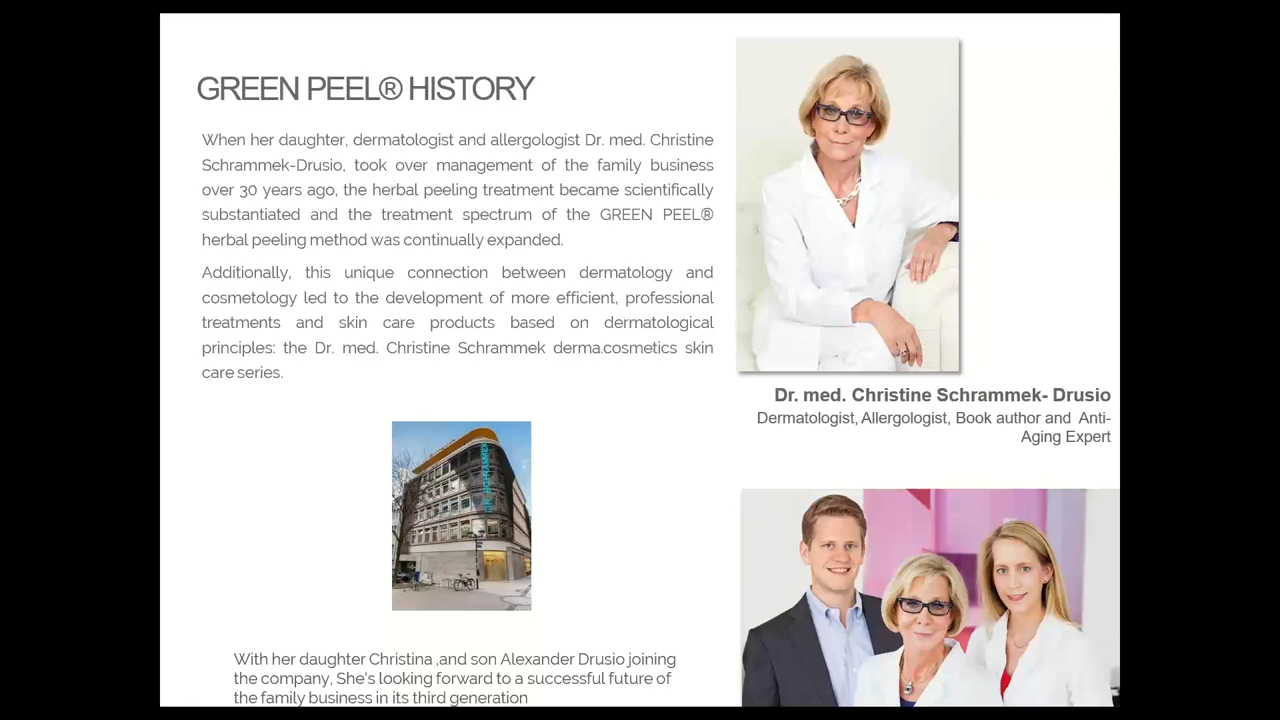 GREEN PEEL® HISTORY
When her daughter, dermatologist and allergologist Dr. med. Christine
Schrammek-Drusio, took over management of the family business
over 30 years ago, the herbal peeling treatment became scientifically
substantiated and the treatment spectrum of the GREEN PEEL®
herbal peeling method was continually expanded.
Additionally, this unique connection between dermatology and
cosmetology led to the development of more efficient, professional
treatments and skin care products based on dermatological
principles: the Dr. med. Christine Schrammek derma.cosmetics skin
care series.
Dr. med. Christine Schrammek- Drusio
Dermatologist, Allergologist, Book author and Anti-
Aging Expert
DR. SCHRAMMEK
With her daughter Christina ,and son Alexander Drusio joining
the company, She's looking forward to a successful future of
the family business in its third generation